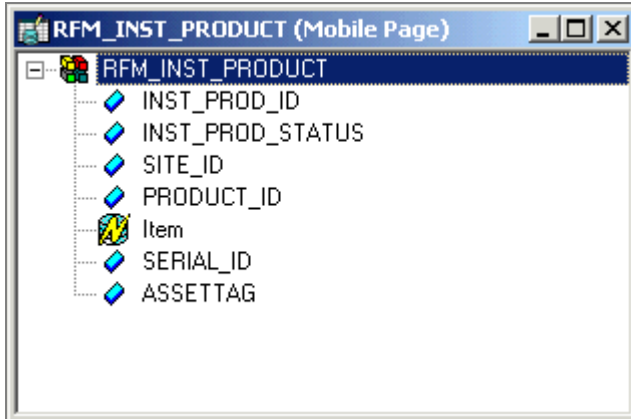 RFM_INST_PRODUCT (Mobile Page)
RFM_INST_PRODUCT
INST_PROD_ID
INST_PROD_STATUS
SITE_ID
PRODUCT_ID
Item
SERIAL_ID
ASSETTAG